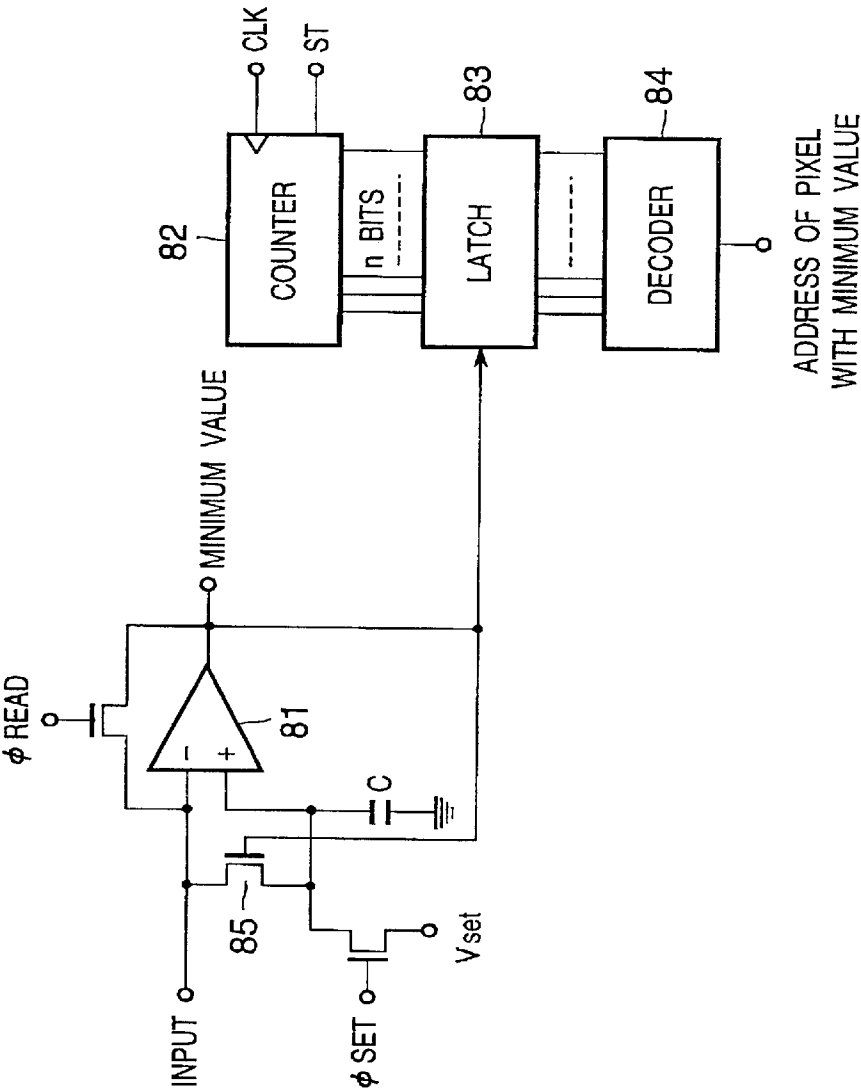 INPUT
φ SET
Vset
85
C
φ READ
-
+
81
MINIMUM VALUE
82
COUNTER
CLK
ST
n BITS
LATCH
83
DECODER
84
ADDRESS OF PIXEL
WITH MINIMUM VALUE